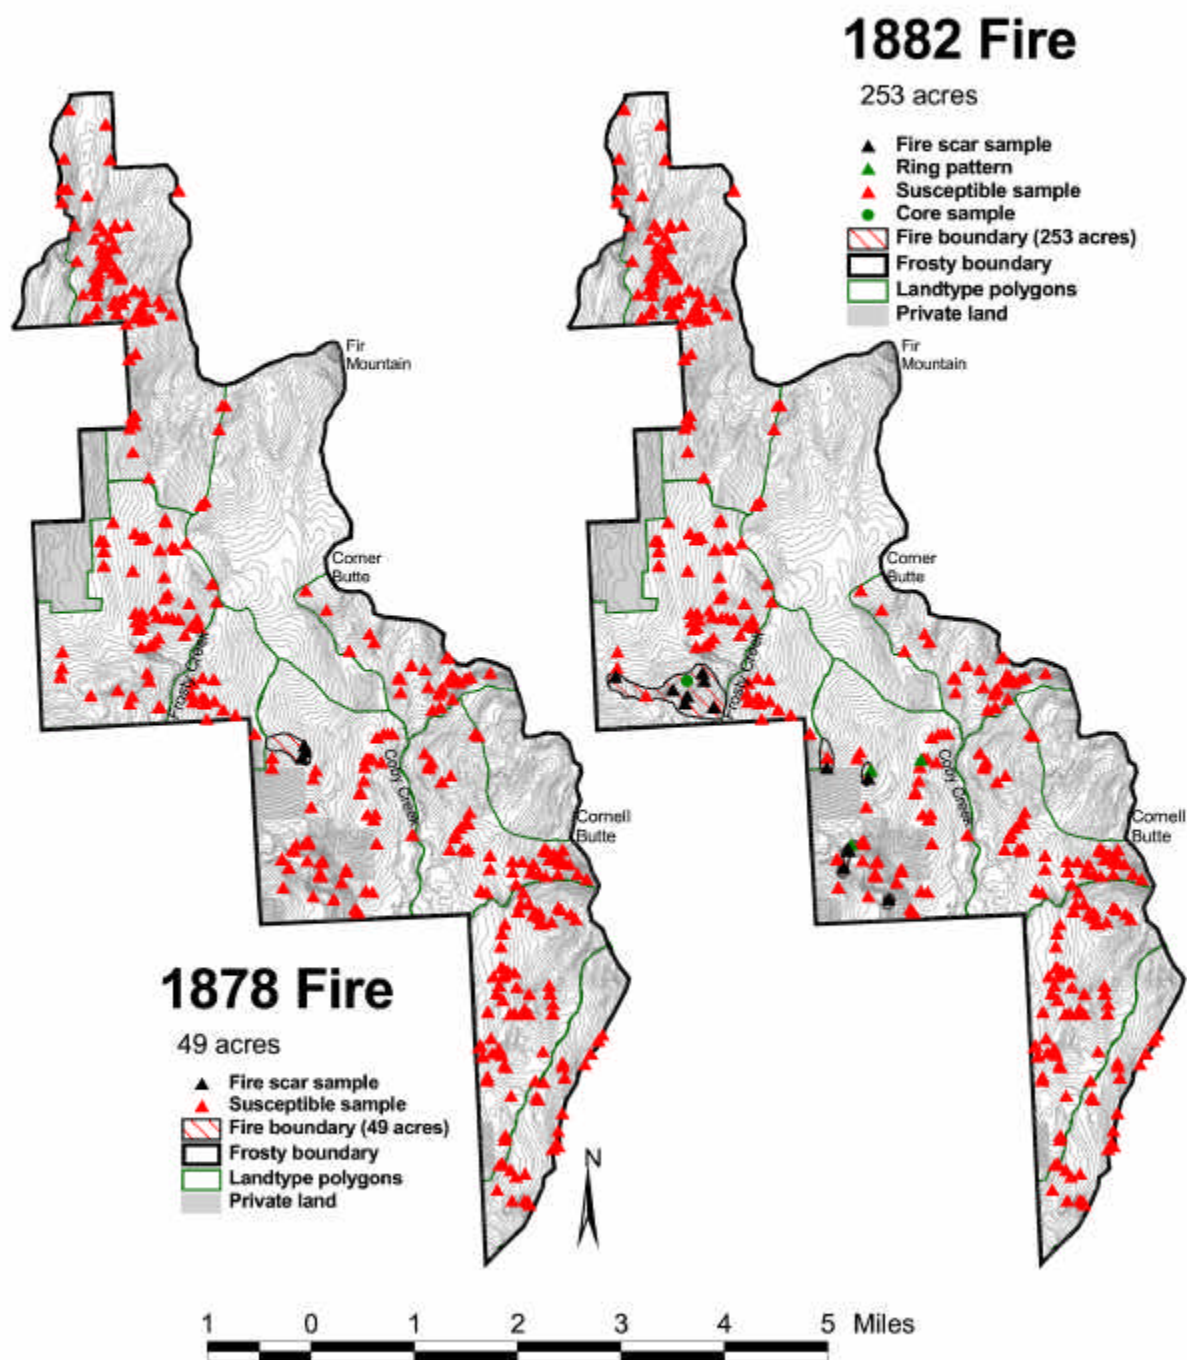 1882 Fire
253 acres
Fire scar sample
Ring pattern
Susceptible sample
Core sample
Fire boundary (253 acres)
Frosty boundary
Landtype polygons
Private land
Fir
Mountain
Fir
Mountain
Corner
Butte
Corner
Butte
Frosty Creek
Frosty Creek
Coby Creek
Coby Creek
Cornell
Butte
Cornell
Butte
1878 Fire
49 acres
Fire scar sample
Susceptible sample
Fire boundary (49 acres)
Frosty boundary
Landtype polygons
Private land
N
1 0 1 2 3 4 5 Miles